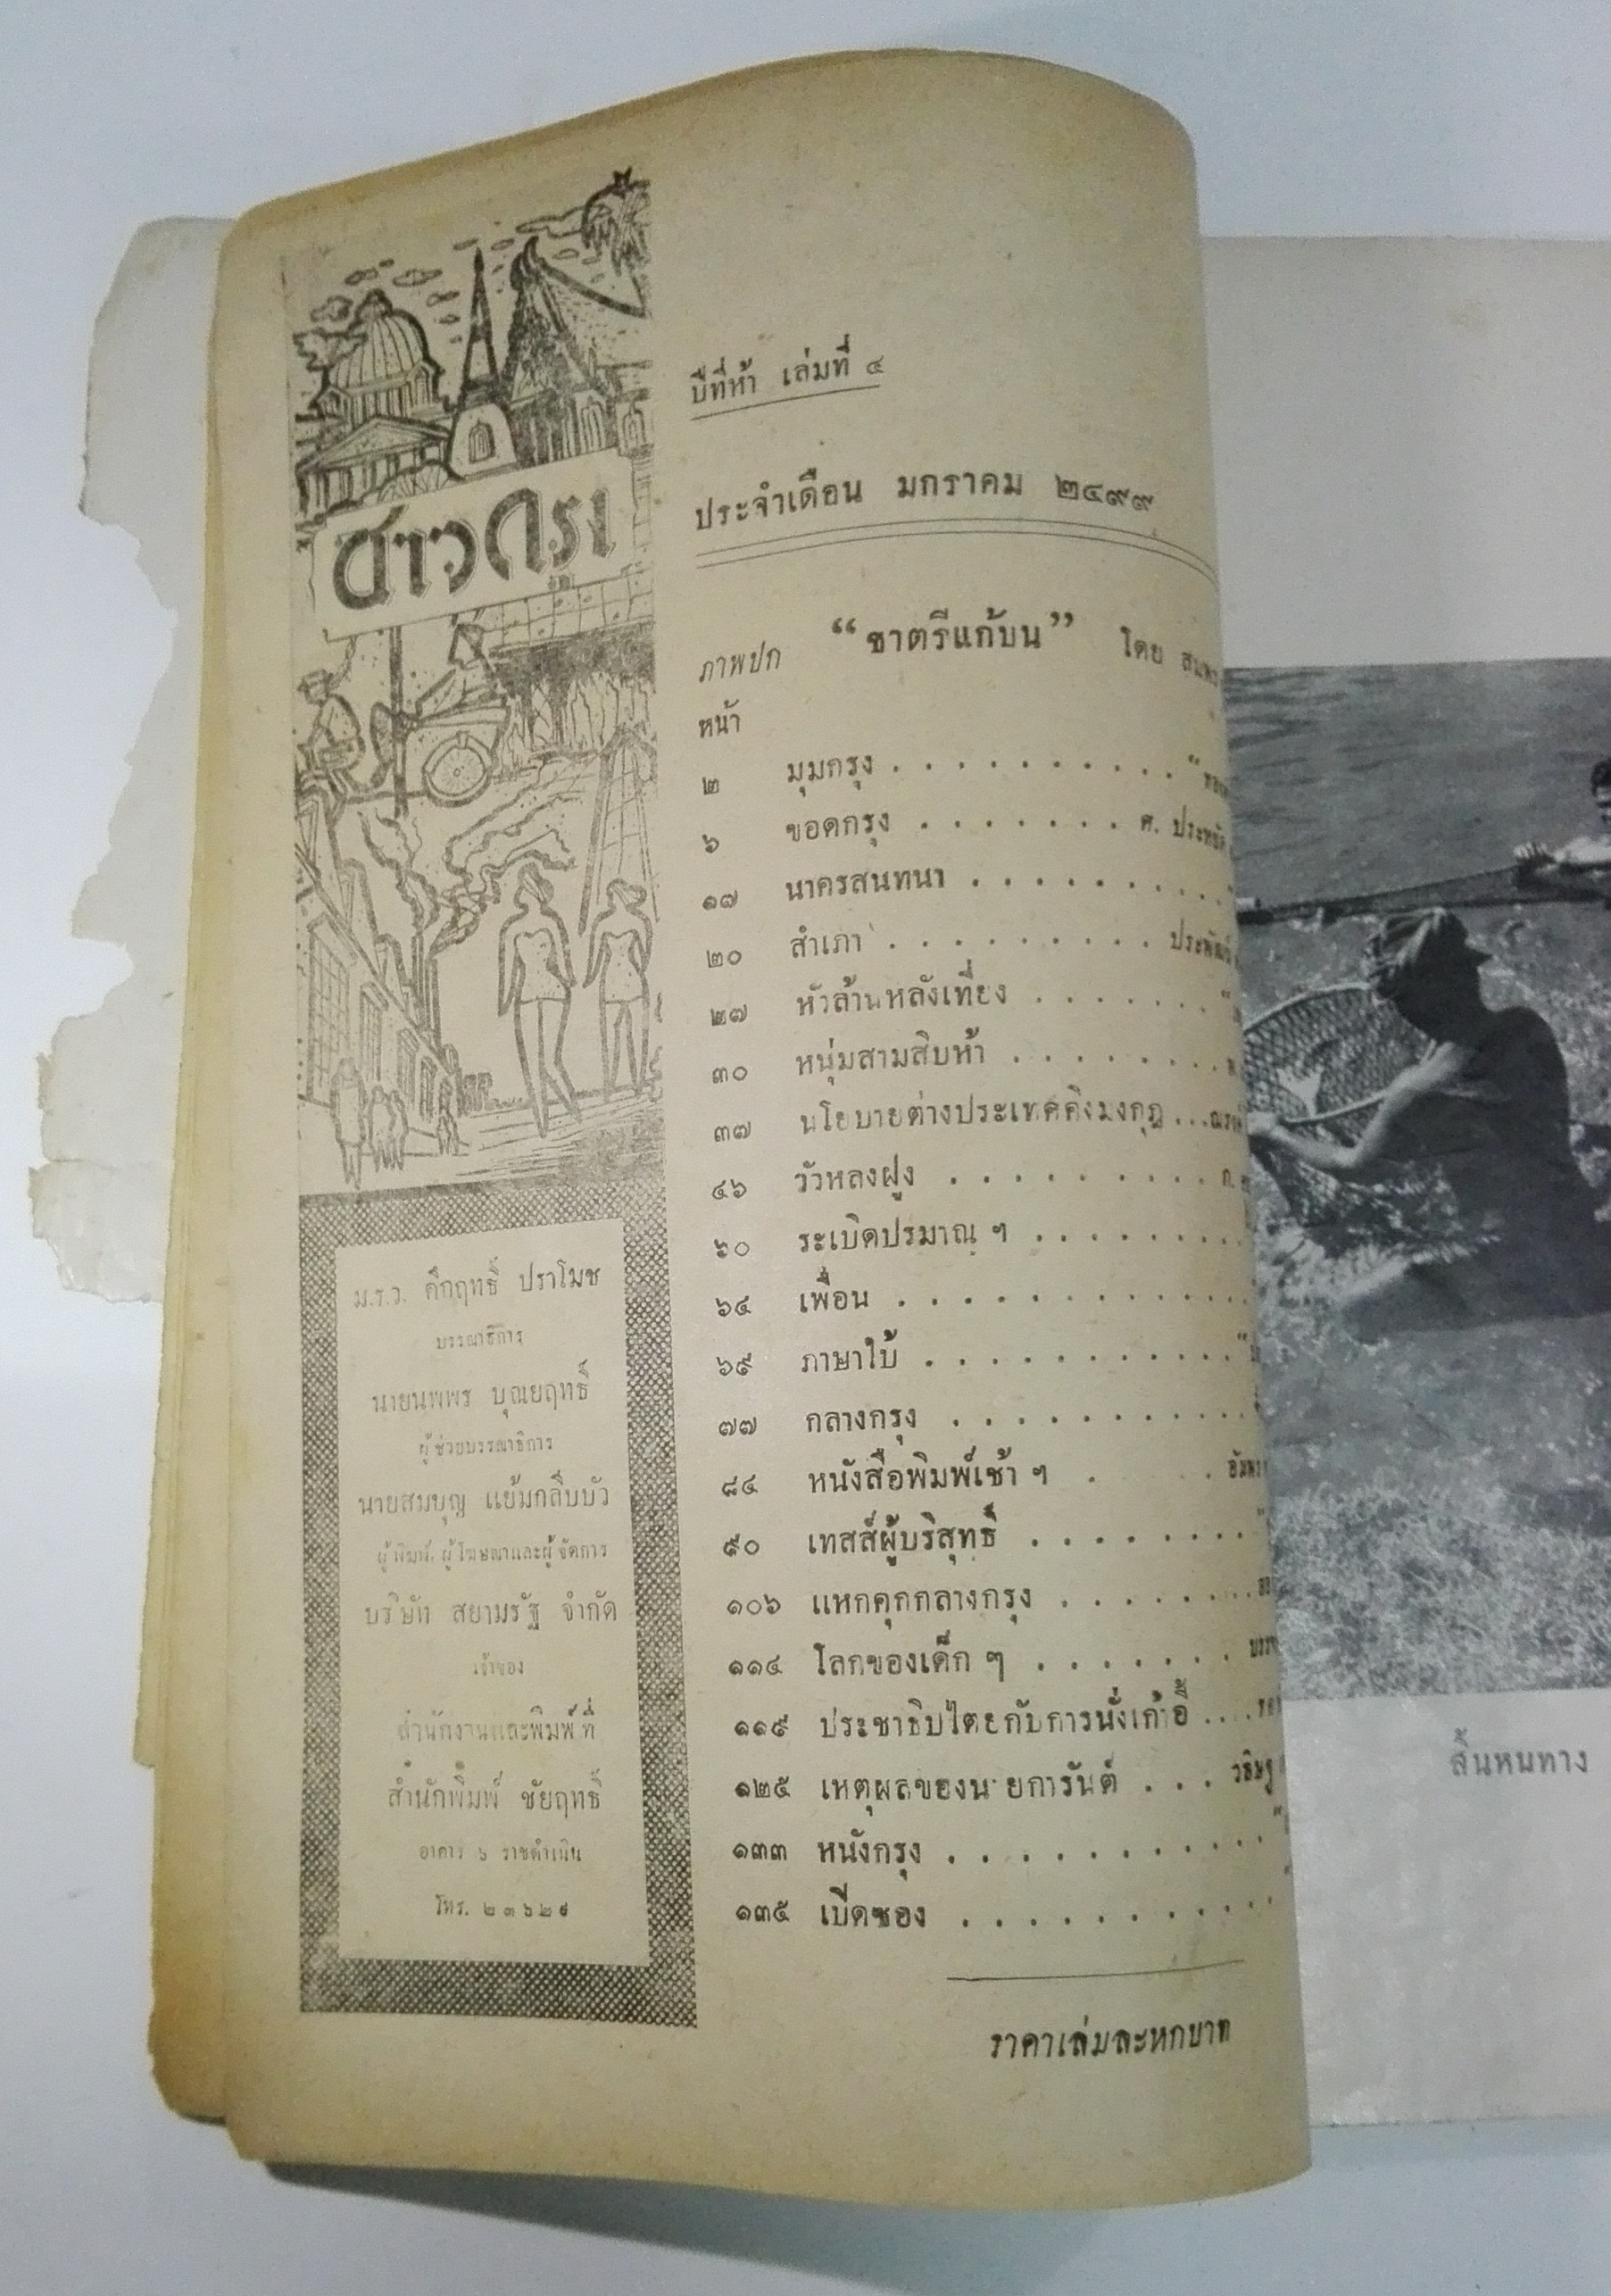 ชาวกรุง
ม.ร.ว. คึกฤทธิ์ ปราโมช
บรรณาธิการ
นายนพพร บุณยฤทธิ์
ผู้ช่วยบรรณาธิการ
นายสมบุญ แย้มกลีบบัว
ผู้พิมพ์, ผู้โฆษณาและผู้จัดการ
บริษัท สยามรัฐ จำกัด
เจ้าของ
สำนักงานและพิมพ์ที่
สำนักพิมพ์ ชัยฤทธิ์
อาคาร ๖ ราชดำเนิน
โทร.
ปีที่ห้า เล่มที่ ๔
ประจำเดือน มกราคม ๒๔๙๙
ภาพปก “ชาตรีแก้บน” โดย
หน้า
๒ มุมกรุง . . . . . . . . . . .
๖ ขอดกรุง . . . . . . . ศ. ประหยัด
๑๗ นาครสนทนา . . . . . . . . . .
๒๐ สำเภา . . . . . . . . . .
๒๗ หัวล้านหลังเที่ยง . . . . . . .
๓๐ หนุ่มสามสิบห้า . . . . . . . . .
๓๗ นโยบายต่างประเทศคิงมงกุฎ ...
๔๖ วัวหลงฝูง . . . . . . . . . . ก.
๖๐ ระเบิดปรมาณู ฯ . . . . . . . . .
๖๔ เพื่อน . . . . . . . . . . . . . .
๖๙ ภาษาใบ้ . . . . . . . . . . . .
๗๗ กลางกรุง . . . . . . . . . . . .
๘๔ หนังสือพิมพ์เช้า ๆ . . .
๙๐ เทสส์ผู้บริสุทธิ์ . . . . . . . . .
๑๐๖ แหกคุกกลางกรุง . . . . . . . .
๑๑๔ โลกของเด็ก ๆ . . . . . . .
๑๑๙ ประชาธิปไตยกับการนั่งเก้าอี้ ....
๑๒๕ เหตุผลของนายการันต์ . . .
๑๓๓ หนังกรุง . . . . . . . . . . .
๑๓๕ เปิดซอง . . . . . . . . . . .
ราคาเล่มละหกบาท
สิ้นหนทาง